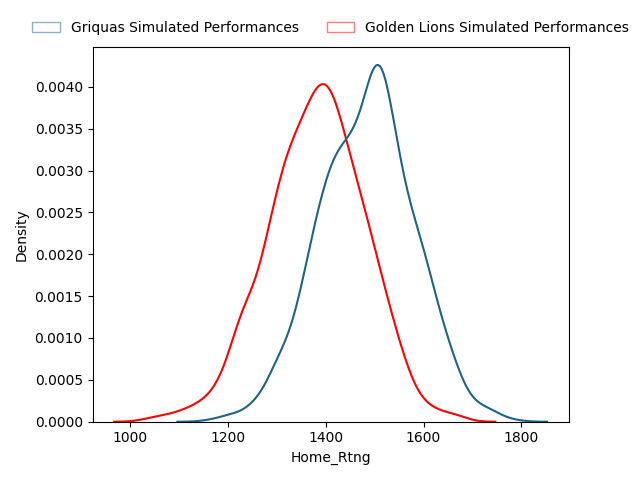 Griquas Simulated Performances Golden Lions Simulated Performances
0.0040
0.0035
0.0030
0.0025
0.0020
0.0015
0.0010
0.0005
0.0000
Density
1000 1200 1400 1600 1800
Home_Rtng